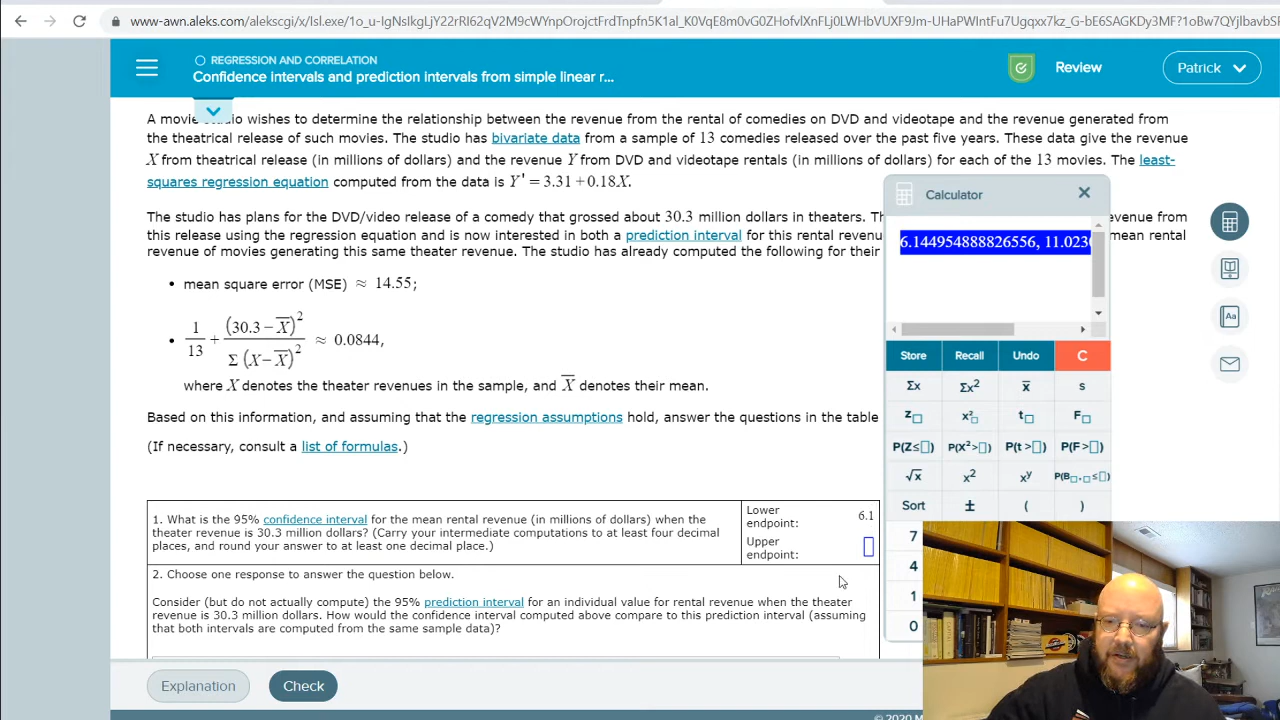 www-awn.aleks.com/alekscgi/x/Isl.exe/1o_u-IgNsIkgLjY22rRI62qV2M9cWYnpOrojctFrdTnpfn5K1al_K0VqE8m0vG0ZHofvlXnFLj0LWHbVUXF9Jm-UHaPWIntFu7Ugqxx7kz_G-bE6SAGKDy3MF?1oBw7QYjlbavbSF
REGRESSION AND CORRELATION
Confidence intervals and prediction intervals from simple linear r...
Review
Patrick
A movie studio wishes to determine the relationship between the revenue from the rental of comedies on DVD and videotape and the revenue generated from
the theatrical release of such movies. The studio has bivariate data from a sample of 13 comedies released over the past five years. These data give the revenue
X from theatrical release (in millions of dollars) and the revenue Y from DVD and videotape rentals (in millions of dollars) for each of the 13 movies. The least-
squares regression equation computed from the data is Y' = 3.31 + 0.18X.
The studio has plans for the DVD/video release of a comedy that grossed about 30.3 million dollars in theaters. Th evenue from
this release using the regression equation and is now interested in both a prediction interval for this rental revenu mean rental
revenue of movies generating this same theater revenue. The studio has already computed the following for their
• mean square error (MSE) ≈ 14.55;
• 1/13 + (30.3 − X̄)² / Σ (X− X̄)² ≈ 0.0844,
where X denotes the theater revenues in the sample, and X̄ denotes their mean.
Based on this information, and assuming that the regression assumptions hold, answer the questions in the table
(If necessary, consult a list of formulas.)
1. What is the 95% confidence interval for the mean rental revenue (in millions of dollars) when the
theater revenue is 30.3 million dollars? (Carry your intermediate computations to at least four decimal
places, and round your answer to at least one decimal place.)
Lower
endpoint: 6.1
Upper
endpoint:
2. Choose one response to answer the question below.
Consider (but do not actually compute) the 95% prediction interval for an individual value for rental revenue when the theater
revenue is 30.3 million dollars. How would the confidence interval computed above compare to this prediction interval (assuming
that both intervals are computed from the same sample data)?
Calculator
6.144954888826556, 11.023
Store Recall Undo C
Σx Σx² x̄ s
z□ x²□ t□ F□
P(Z≤□) P(X²>□) P(t >□) P(F >□)
√x x² xʸ P(B□,□ ≤□)
Sort ± ( )
7
4
1
0
Aa
Explanation
Check
© 2020 M